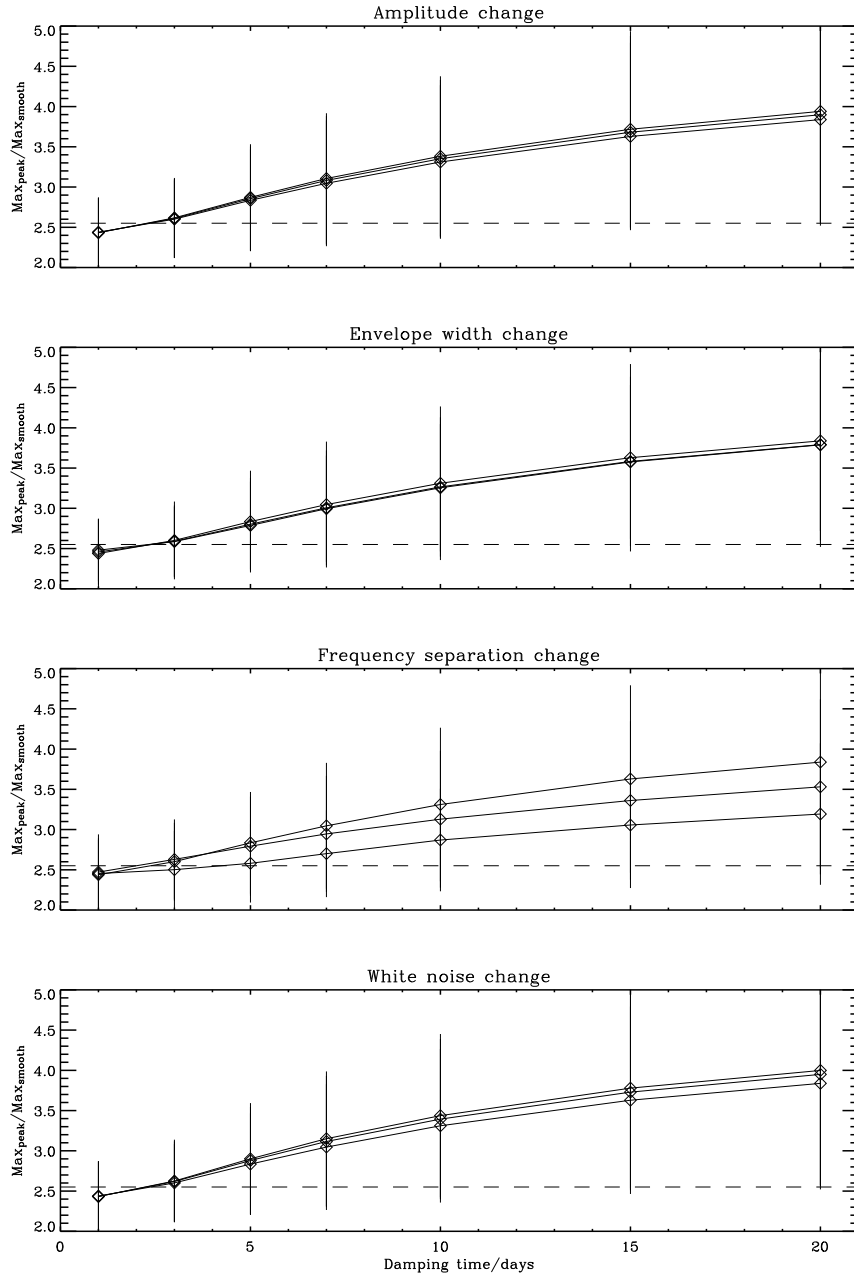 Amplitude change
5.0
4.5
4.0
3.5
3.0
2.5
2.0
Max_peak/Max_smooth
Envelope width change
5.0
4.5
4.0
3.5
3.0
2.5
2.0
Max_peak/Max_smooth
Frequency separation change
5.0
4.5
4.0
3.5
3.0
2.5
2.0
Max_peak/Max_smooth
White noise change
5.0
4.5
4.0
3.5
3.0
2.5
2.0
Max_peak/Max_smooth
0 5 10 15 20
Damping time/days